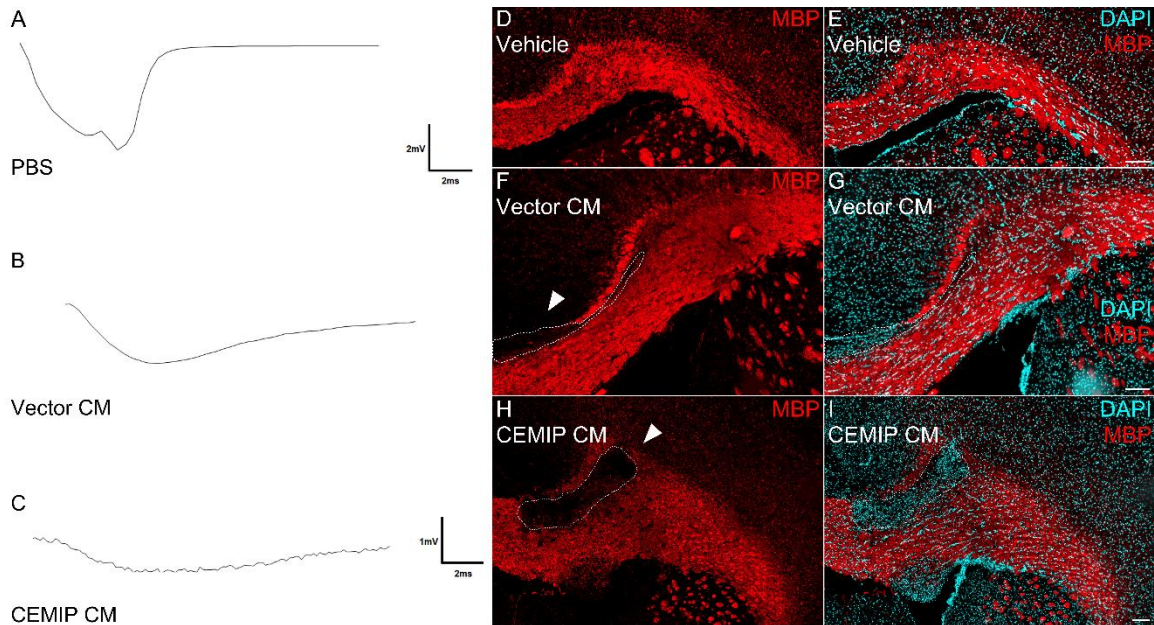 A
PBS
2mV
2ms
B
Vector CM
C
1mV
2ms
CEMIP CM
D MBP
Vehicle
E DAPI
Vehicle MBP
F MBP
Vector CM
G
Vector CM
DAPI
MBP
H MBP
CEMIP CM
I DAPI
CEMIP CM MBP